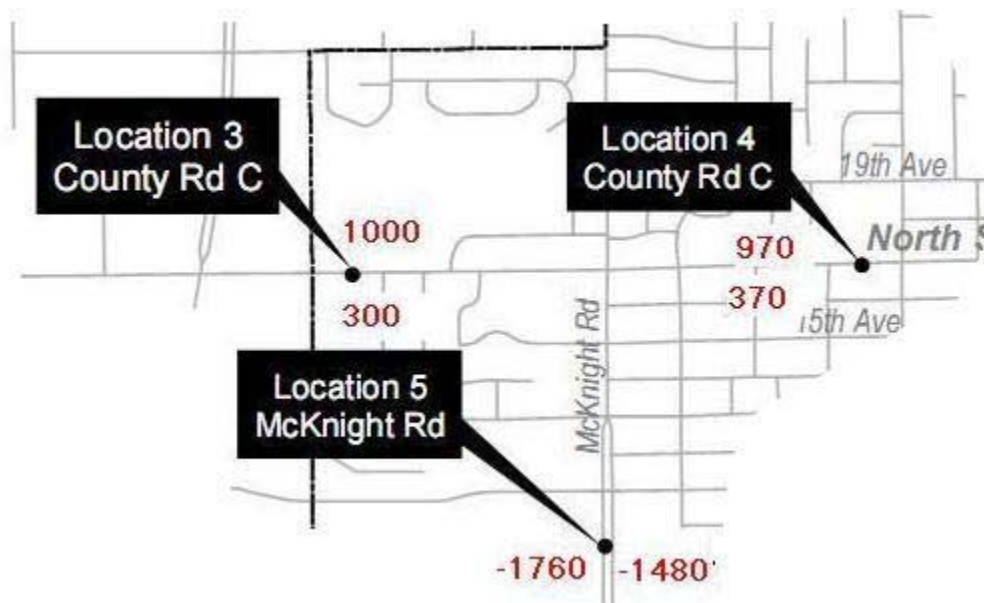 Location 3
County Rd C
Location 4
County Rd C
19th Ave
1000
970
North S
300
370
15th Ave
McKnight Rd
Location 5
McKnight Rd
-1760
-1480